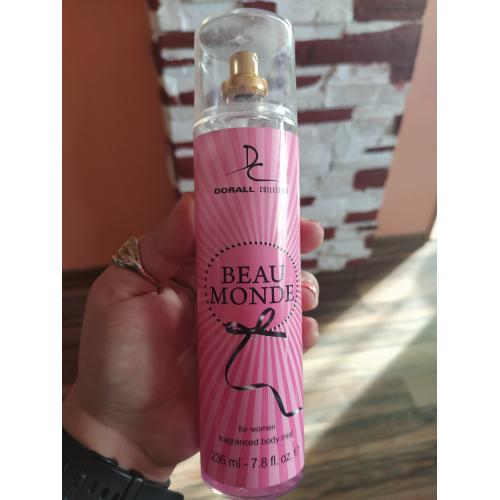 DC
DORALL COLLECTION
BEAU
MONDE
for women
fragranced body mist
236 ml - 7.8 fl. oz. e